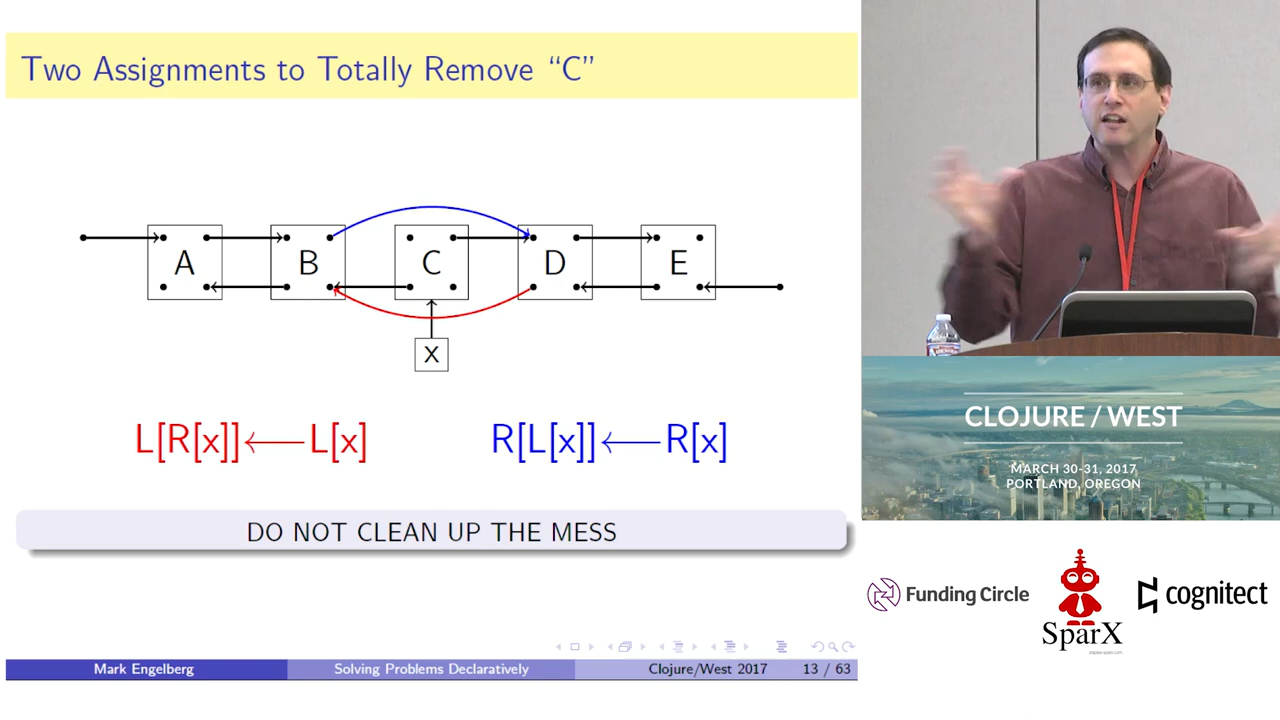 Two Assignments to Totally Remove “C”
A B C D E
x
L[R[x]]⟵L[x] R[L[x]]⟵R[x]
DO NOT CLEAN UP THE MESS
Mark Engelberg Solving Problems Declaratively Clojure/West 2017 13 / 63
CLOJURE / WEST
MARCH 30-31, 2017
PORTLAND, OREGON
Funding Circle
SparX
cognitect